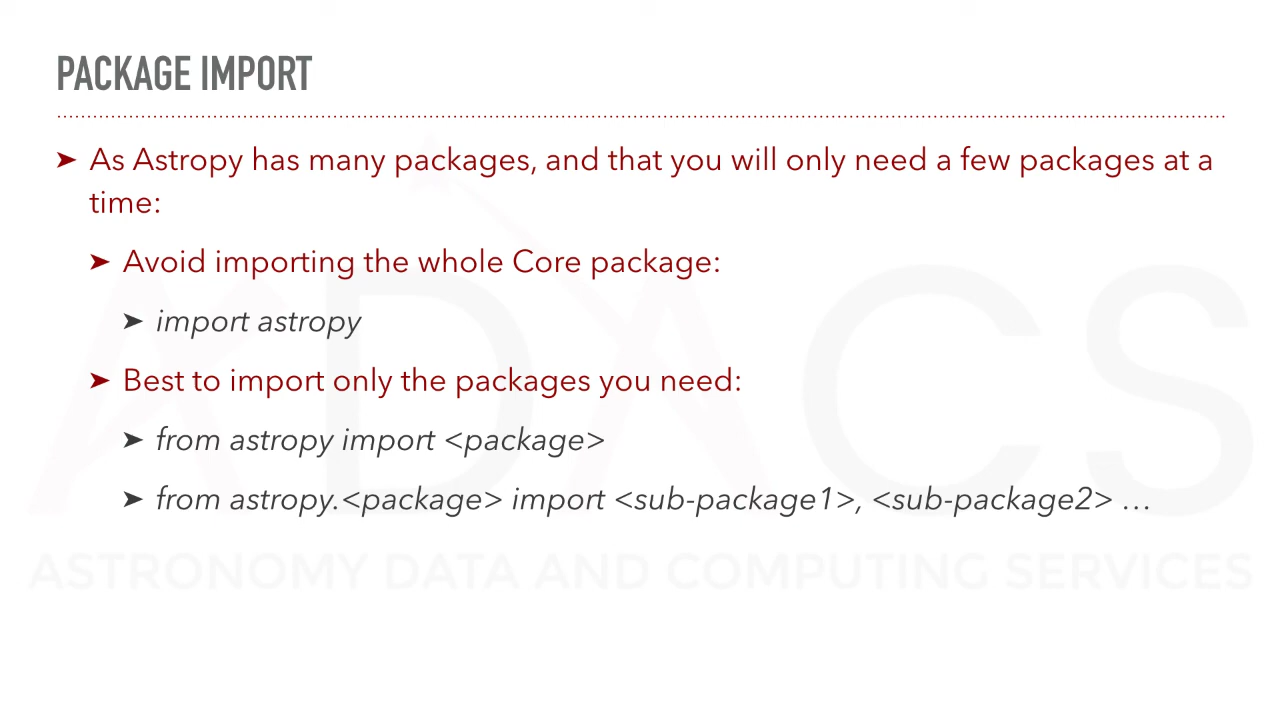 PACKAGE IMPORT
➤ As Astropy has many packages, and that you will only need a few packages at a
time:
➤ Avoid importing the whole Core package:
➤ import astropy
➤ Best to import only the packages you need:
➤ from astropy import <package>
➤ from astropy.<package> import <sub-package1>, <sub-package2> …
ADACS
ASTRONOMY DATA AND COMPUTING SERVICES